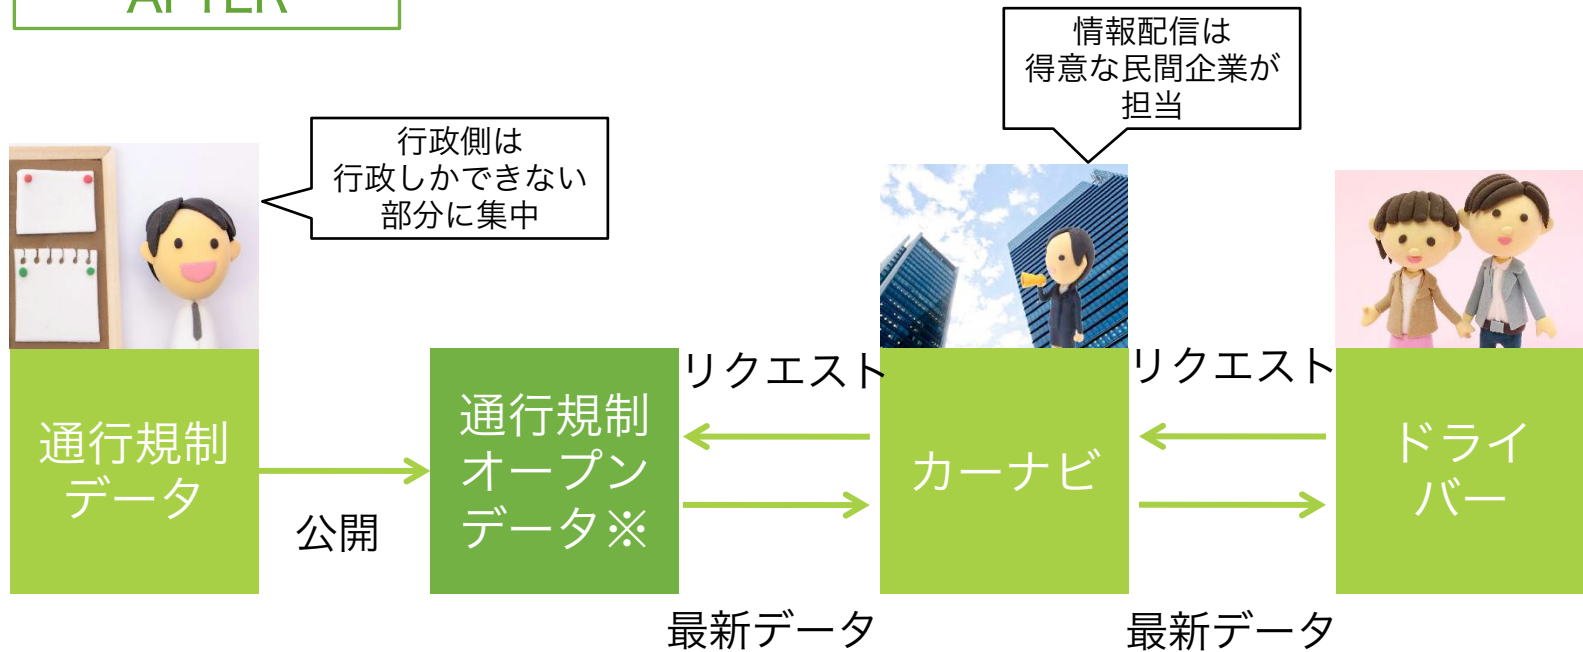 AFTER
情報配信は
得意な民間企業が
担当
行政側は
行政しかできない
部分に集中
通行規制
データ
公開
通行規制
オープン
データ※
リクエスト
最新データ
カーナビ
リクエスト
最新データ
ドライ
バー